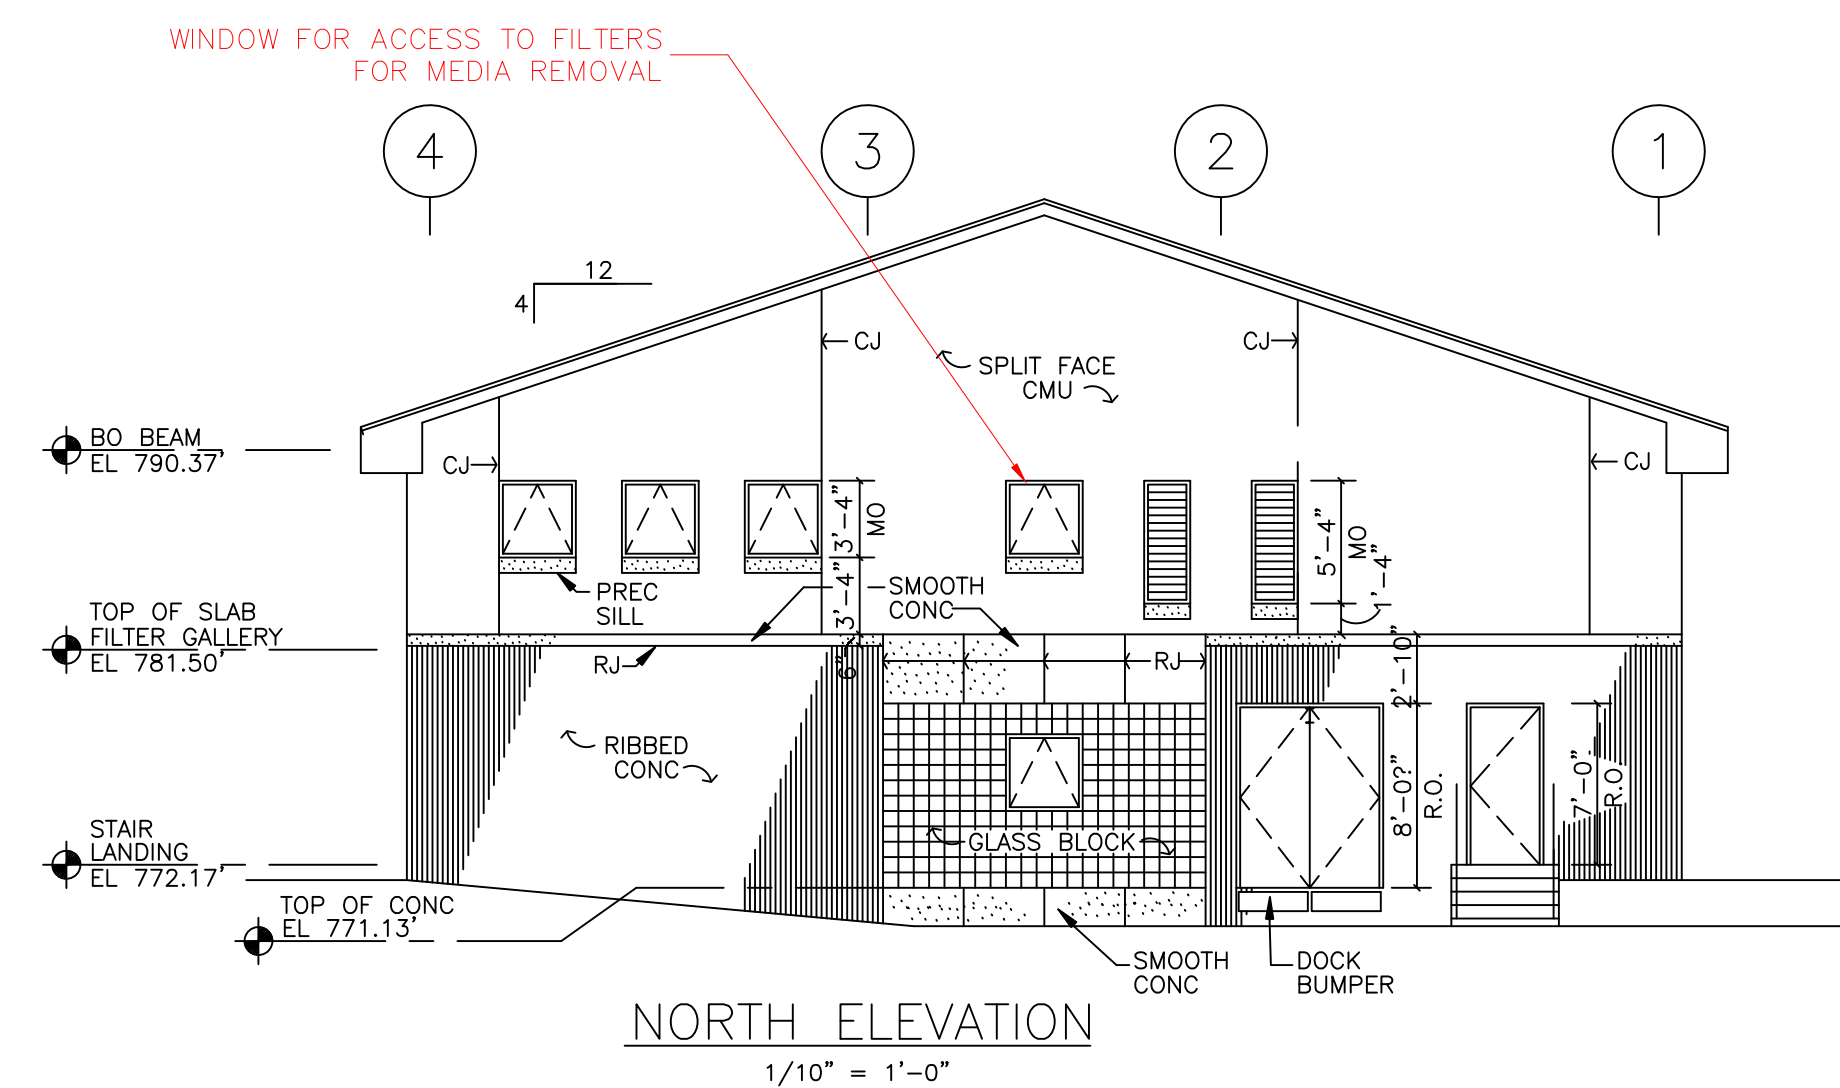 WINDOW FOR ACCESS TO FILTERS
FOR MEDIA REMOVAL
4
3
2
1
12
4
CJ
CJ
SPLIT FACE
CMU
BO BEAM
EL 790.37'
CJ
CJ
3'-4"
MO
5'-4"
MO
1'-4"
3'-4"
PREC
SILL
SMOOTH
CONC
TOP OF SLAB
FILTER GALLERY
EL 781.50'
RJ
6"
RJ
2'-10"
RIBBED
CONC
8'-0?"
R.O.
7'-0"
R.O.
STAIR
LANDING
EL 772.17'
GLASS BLOCK
TOP OF CONC
EL 771.13'
SMOOTH
CONC
DOCK
BUMPER
NORTH ELEVATION
1/10" = 1'-0"